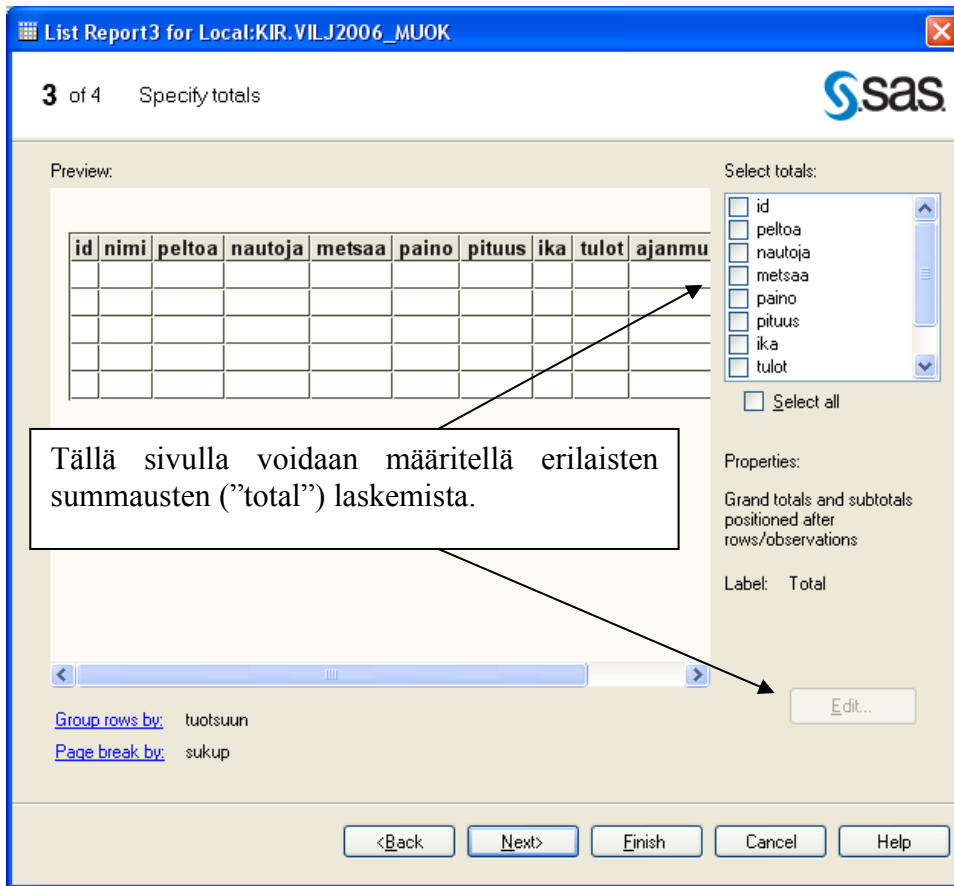 List Report3 for Local:KIR.VILJ2006_MUOK
3 of 4 Specify totals
sas
Preview:
id nimi peltoa nautoja metsaa paino pituus ika tulot ajanmu
Select totals:
id
peltoa
nautoja
metsaa
paino
pituus
ika
tulot
Select all
Tällä sivulla voidaan määritellä erilaisten
summausten (”total”) laskemista.
Properties:
Grand totals and subtotals
positioned after
rows/observations
Label: Total
Edit...
Group rows by: tuotsuun
Page break by: sukup
<Back Next> Finish Cancel Help